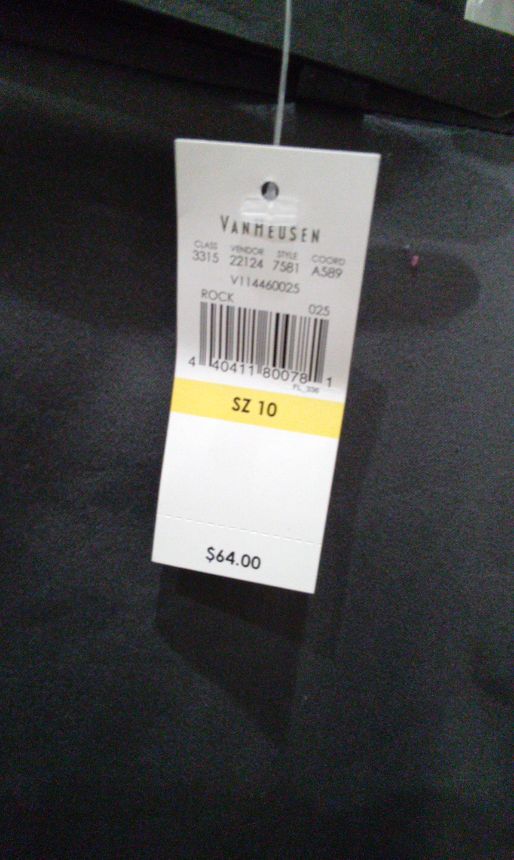 VANHEUSEN
CLASS VENDOR STYLE COORD
3315 22124 7581 A589
V114460025
ROCK 025
4 40411 80078 1
FL_336
SZ 10
$64.00